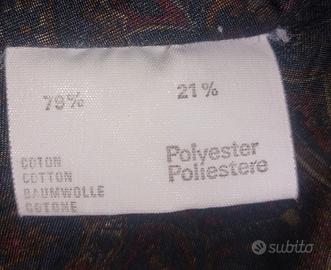 79% 21%
COTON
COTTON
BAUMWOLLE
COTONE
Polyester
Poliestere
subito